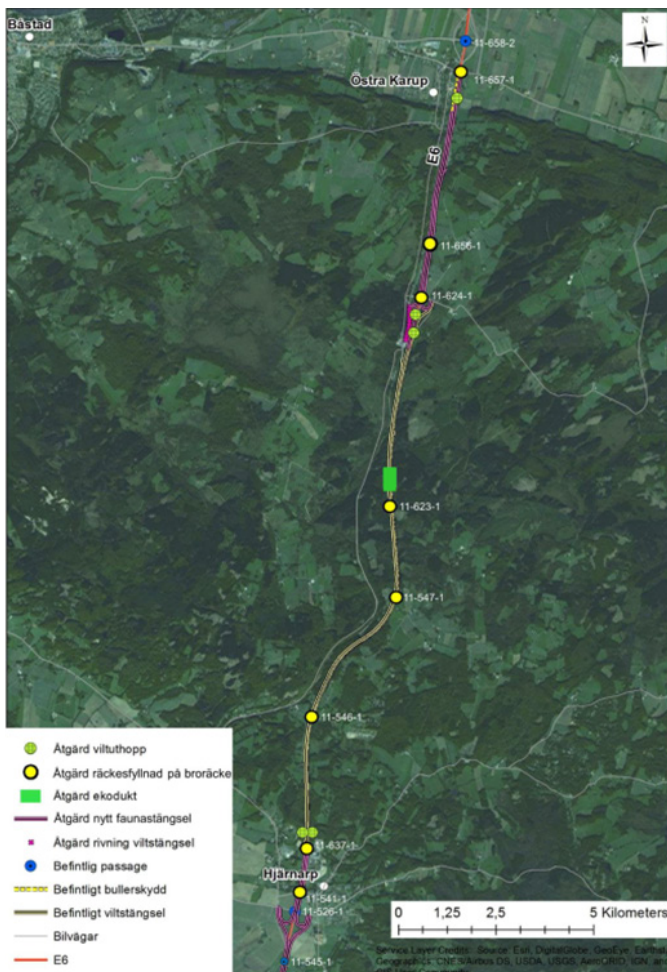 Båstad
11-658-2
11-657-1
Östra Karup
E6
11-656-1
11-624-1
11-623-1
11-547-1
11-546-1
11-637-1
Hjärnarp
11-541-1
11-526-1
11-545-1
Åtgärd viltuthopp
Åtgärd räckesfyllnad på broräcke
Åtgärd ekodukt
Åtgärd nytt faunastängsel
Åtgärd rivning viltstängsel
Befintlig passage
Befintligt bullerskydd
Befintligt viltstängsel
Bilvägar
E6
0 1,25 2,5 5 Kilometers
Service Layer Credits: Source: Esri, DigitalGlobe, GeoEye, Earthstar
Geographics, CNES/Airbus DS, USDA, USGS, AeroGRID, IGN, and